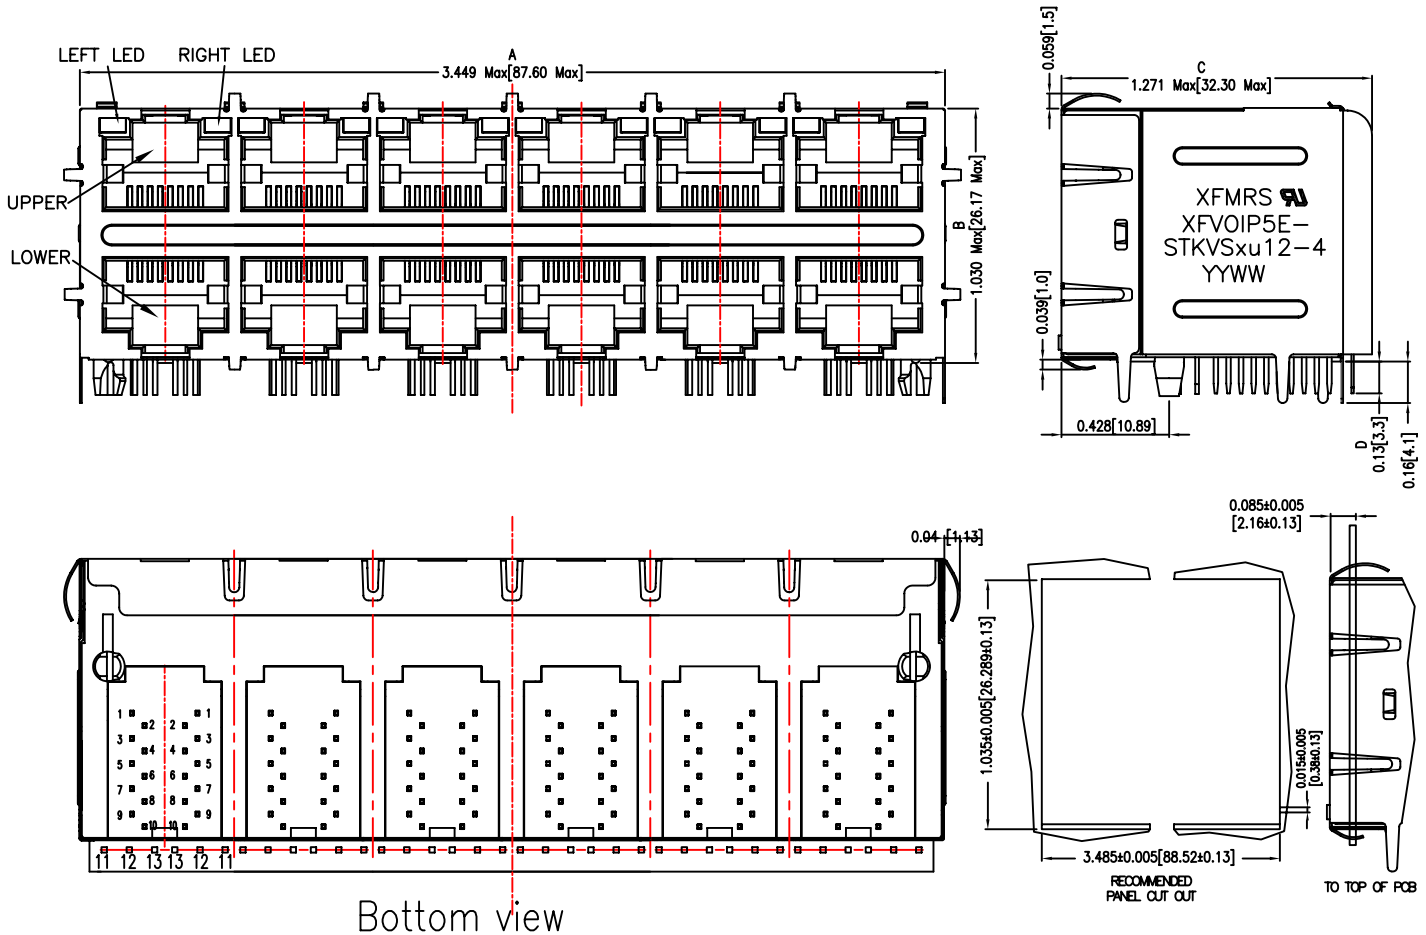 LEFT LED
RIGHT LED
A
3.449 Max[87.60 Max]
UPPER
LOWER
B
1.030 Max[26.17 Max]
0.059[1.5]
C
1.271 Max[32.30 Max]
XFMRS
XFVOIP5E-
STKVSxu12-4
YYWW
0.039[1.0]
0.428[10.89]
D
0.13[3.3]
0.16[4.1]
0.04 [1.13]
1 1
2 2
3 3
4 4
5 5
6 6
7 7
8 8
9 9
10 10
11 12 13 13 12 11
Bottom view
1.035±0.005[26.289±0.13]
3.485±0.005[88.52±0.13]
RECOMMENDED
PANEL CUT OUT
0.015±0.005
[0.38±0.13]
0.085±0.005
[2.16±0.13]
TO TOP OF PCB